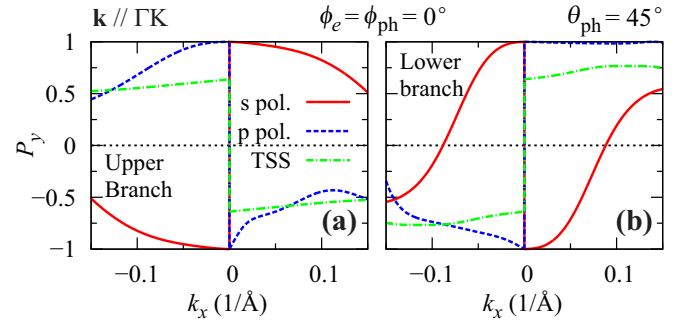 k // ΓK ϕe = ϕph = 0° θph = 45°
1
0.5
0
−0.5
−1
Py
Upper
Branch
s pol.
p pol.
TSS
(a)
Lower
branch
(b)
−0.1 0 0.1 −0.1 0 0.1
kx (1/Å) kx (1/Å)